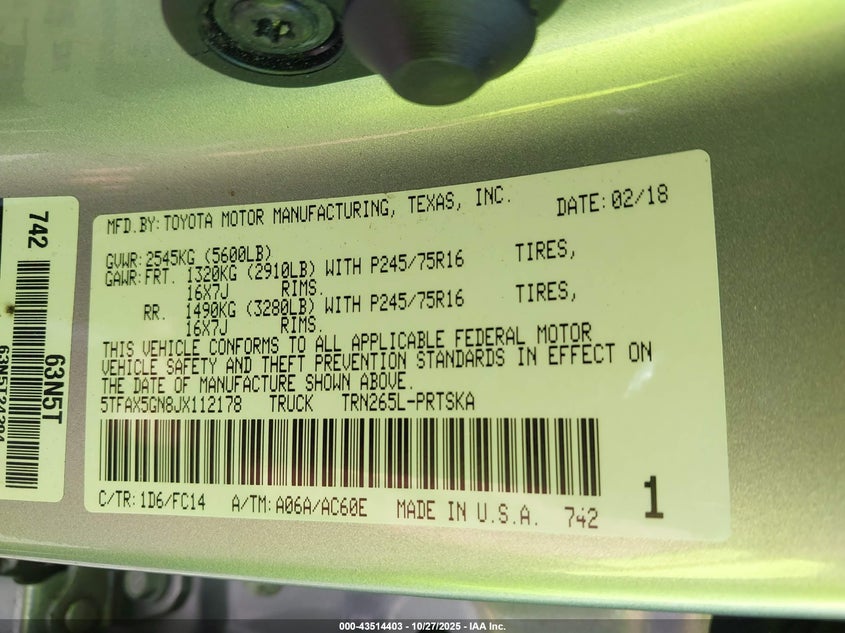 MFD.BY: TOYOTA MOTOR MANUFACTURING, TEXAS, INC. DATE: 02/18
GVWR: 2545KG (5600LB)
GAWR: FRT. 1320KG (2910LB) WITH P245/75R16 TIRES,
16X7J RIMS.
RR. 1490KG (3280LB) WITH P245/75R16 TIRES,
16X7J RIMS.
THIS VEHICLE CONFORMS TO ALL APPLICABLE FEDERAL MOTOR
VEHICLE SAFETY AND THEFT PREVENTION STANDARDS IN EFFECT ON
THE DATE OF MANUFACTURE SHOWN ABOVE.
5TFAX5GN8JX112178 TRUCK TRN265L-PRTSKA
C/TR: 1D6/FC14 A/TM: A06A/AC60E MADE IN U.S.A. 742
1
742
63N5T
000-43514403 - 10/27/2025 - IAA Inc.